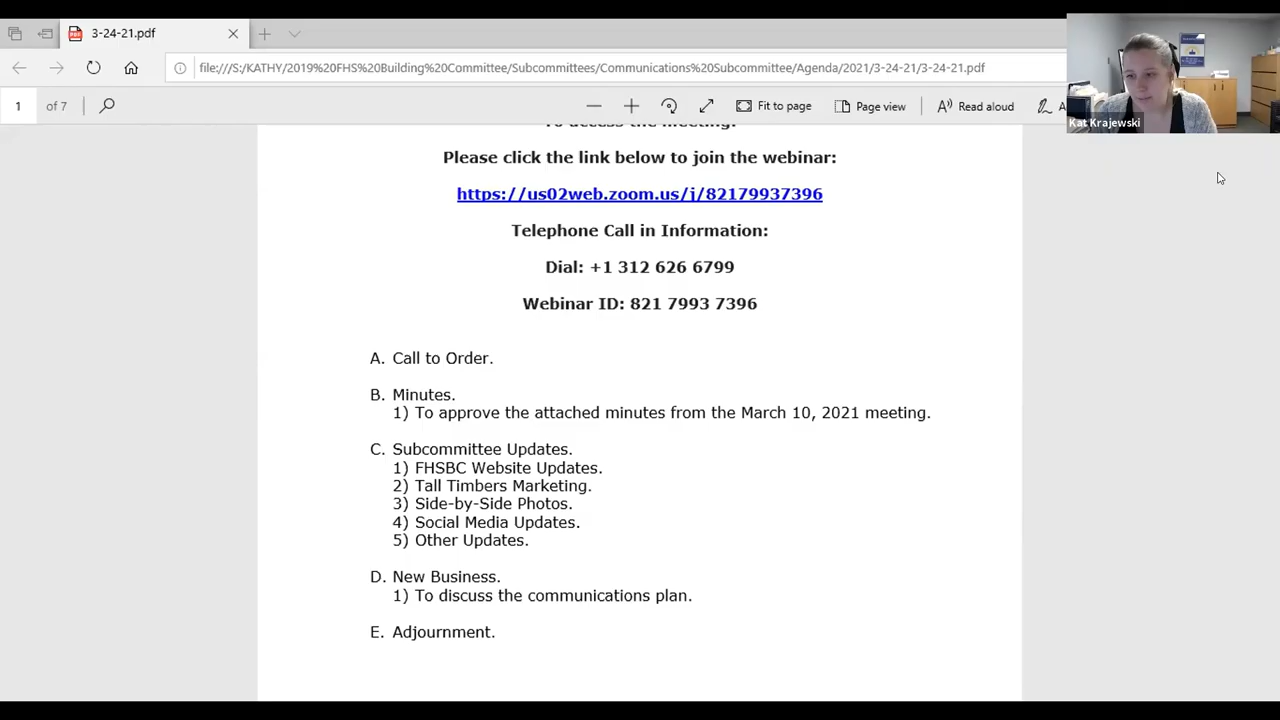 3-24-21.pdf
file:///S:/KATHY/2019%20FHS%20Building%20Committee/Subcommittees/Communications%20Subcommittee/Agenda/2021/3-24-21/3-24-21.pdf
1 of 7 Fit to page Page view Read aloud
Kat Krajewski
To access the meeting:
Please click the link below to join the webinar:
https://us02web.zoom.us/j/82179937396
Telephone Call in Information:
Dial: +1 312 626 6799
Webinar ID: 821 7993 7396
A. Call to Order.
B. Minutes.
1) To approve the attached minutes from the March 10, 2021 meeting.
C. Subcommittee Updates.
1) FHSBC Website Updates.
2) Tall Timbers Marketing.
3) Side-by-Side Photos.
4) Social Media Updates.
5) Other Updates.
D. New Business.
1) To discuss the communications plan.
E. Adjournment.